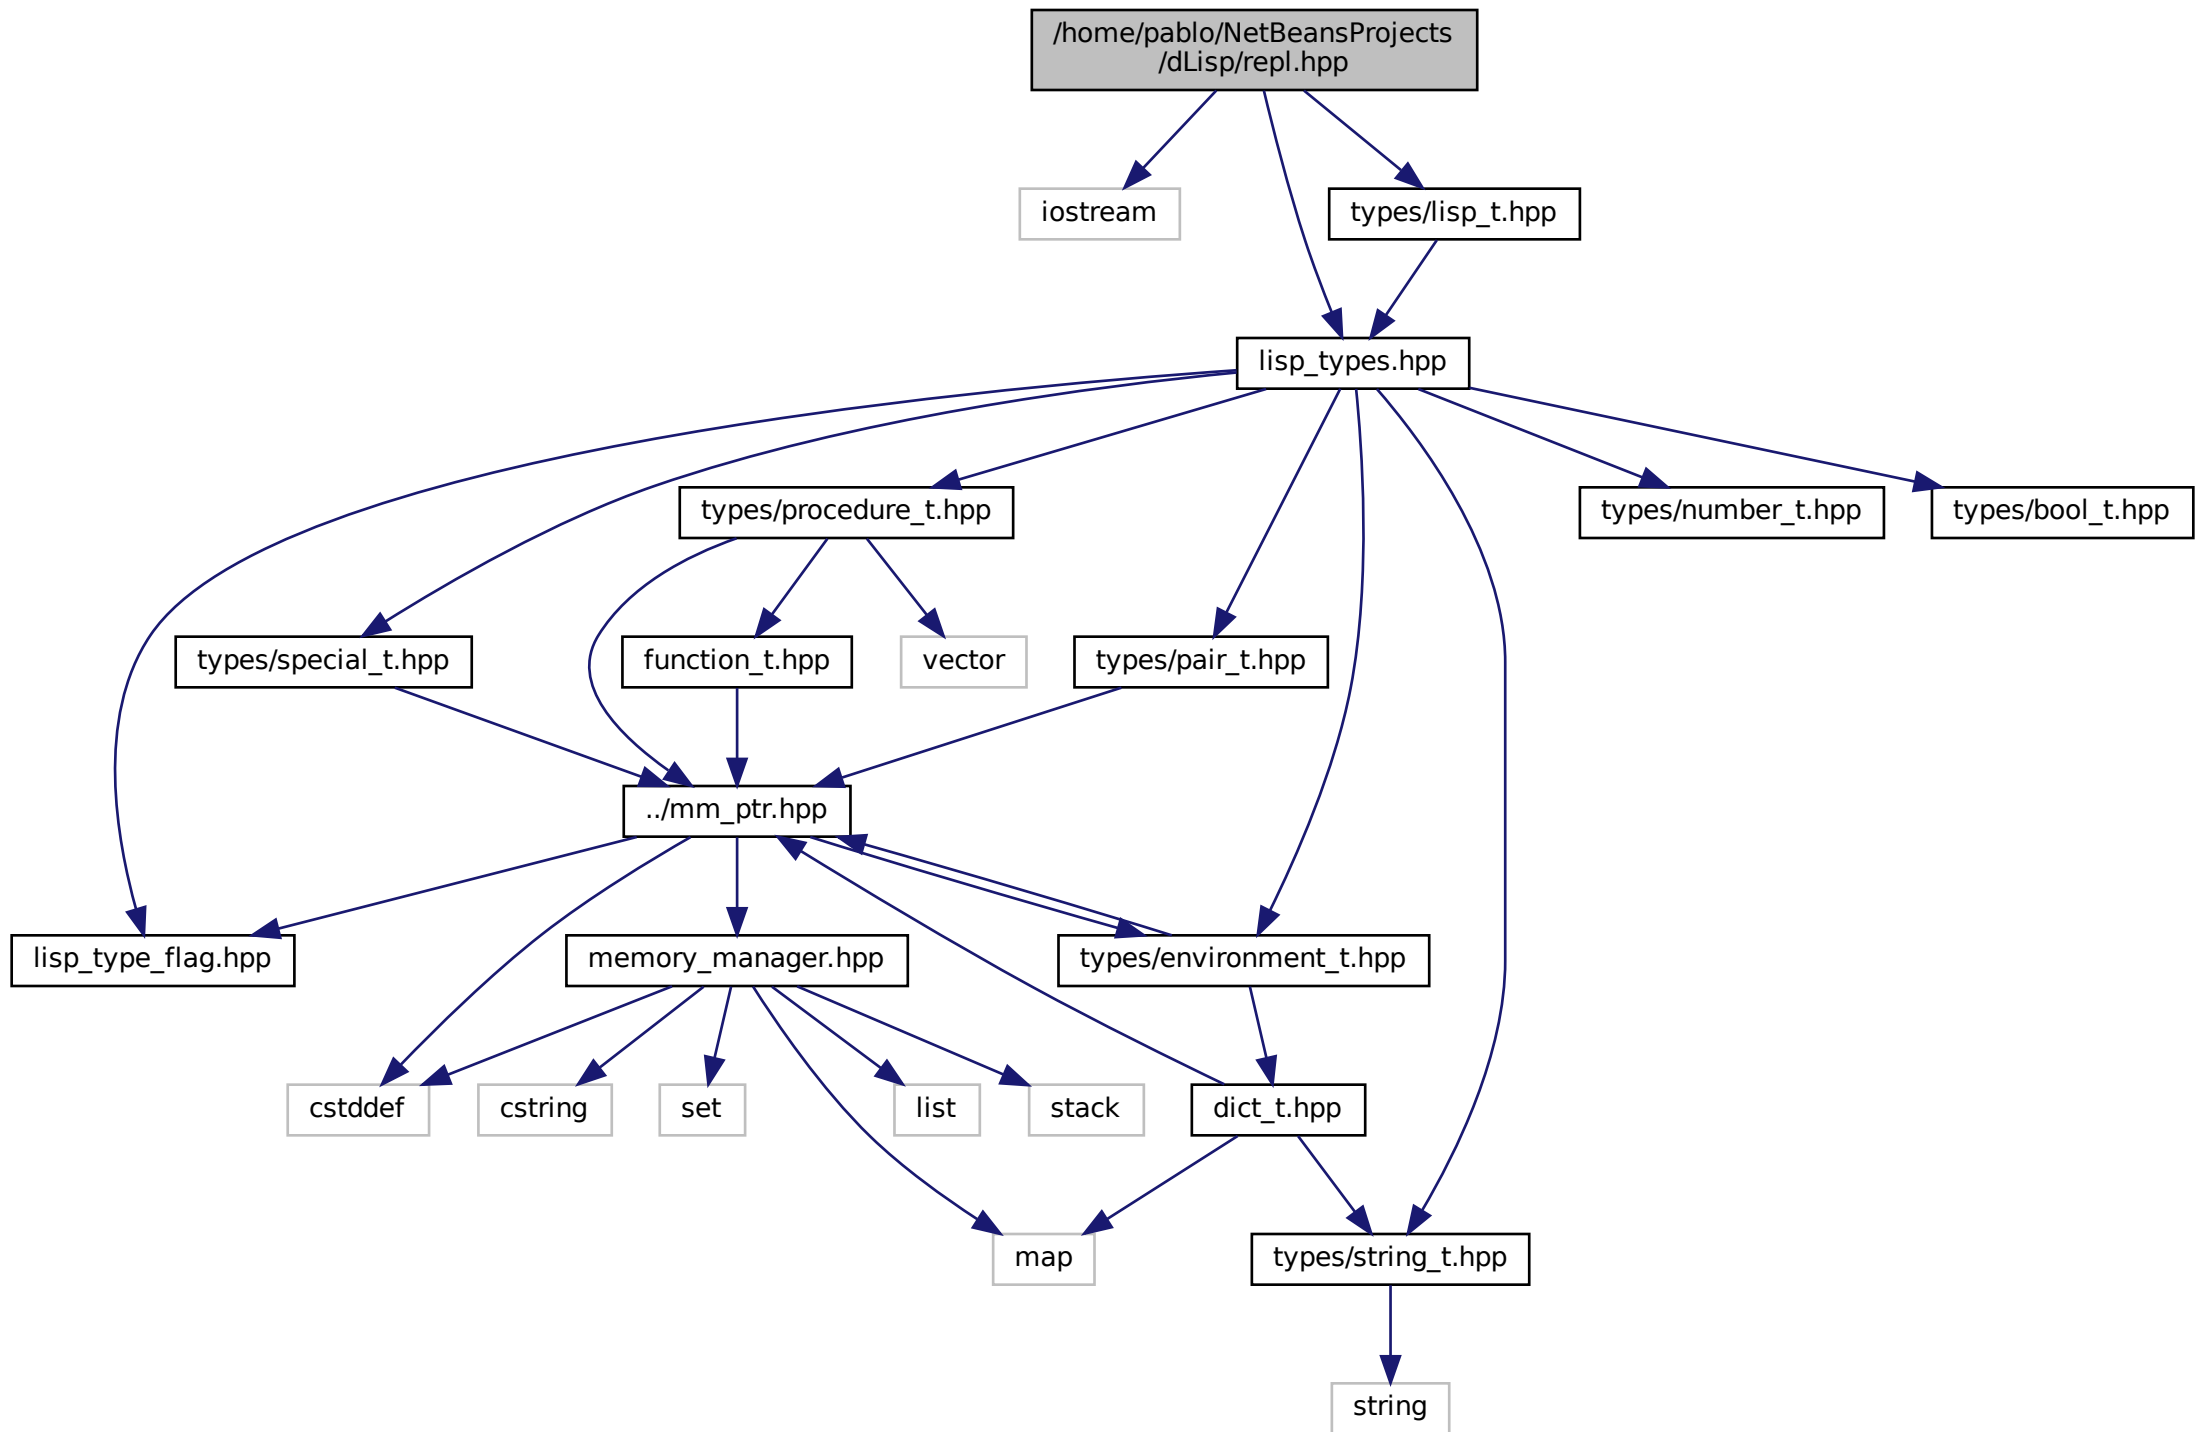 /home/pablo/NetBeansProjects
/dLisp/repl.hpp
iostream
types/lisp_t.hpp
lisp_types.hpp
types/procedure_t.hpp
types/number_t.hpp
types/bool_t.hpp
types/special_t.hpp
function_t.hpp
vector
types/pair_t.hpp
../mm_ptr.hpp
lisp_type_flag.hpp
memory_manager.hpp
types/environment_t.hpp
cstddef
cstring
set
list
stack
dict_t.hpp
map
types/string_t.hpp
string